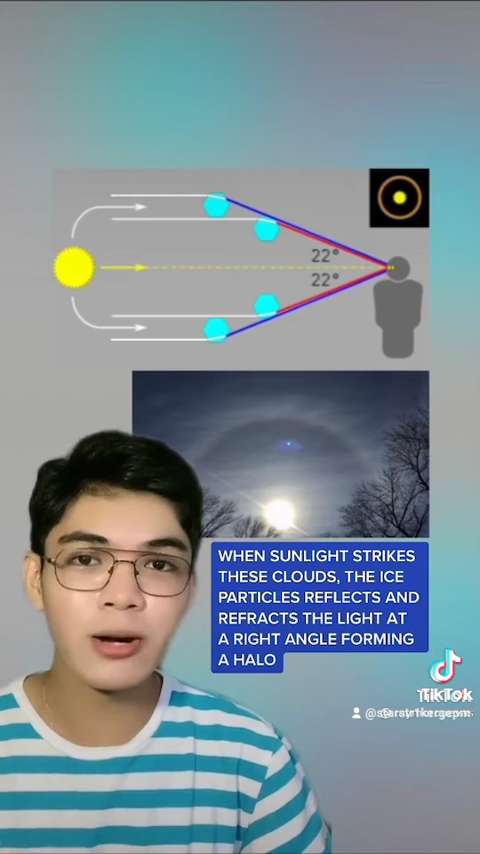 22°
22°
WHEN SUNLIGHT STRIKES
THESE CLOUDS, THE ICE
PARTICLES REFLECTS AND
REFRACTS THE LIGHT AT
A RIGHT ANGLE FORMING
A HALO
TikTok